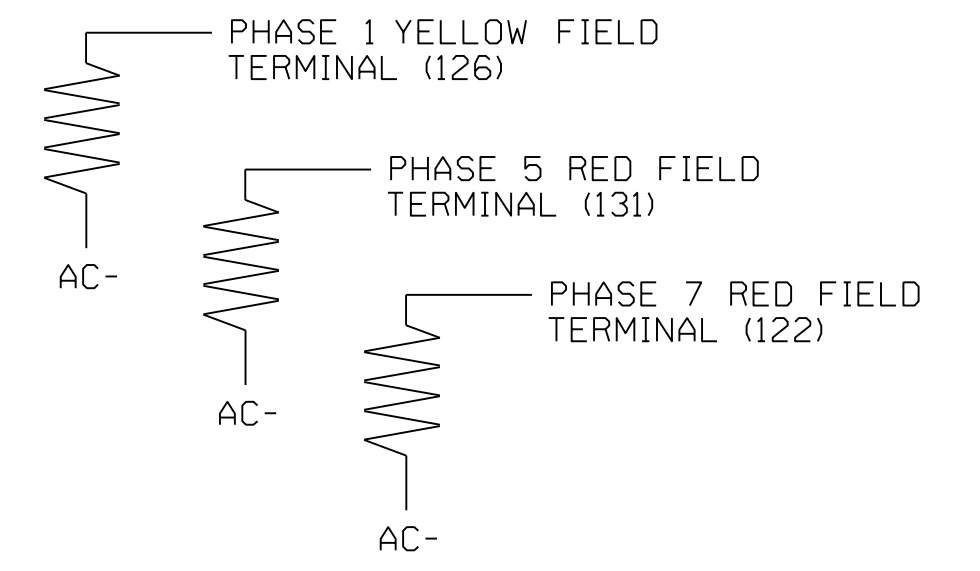 PHASE 1 YELLOW FIELD
TERMINAL (126)
AC-
PHASE 5 RED FIELD
TERMINAL (131)
AC-
PHASE 7 RED FIELD
TERMINAL (122)
AC-